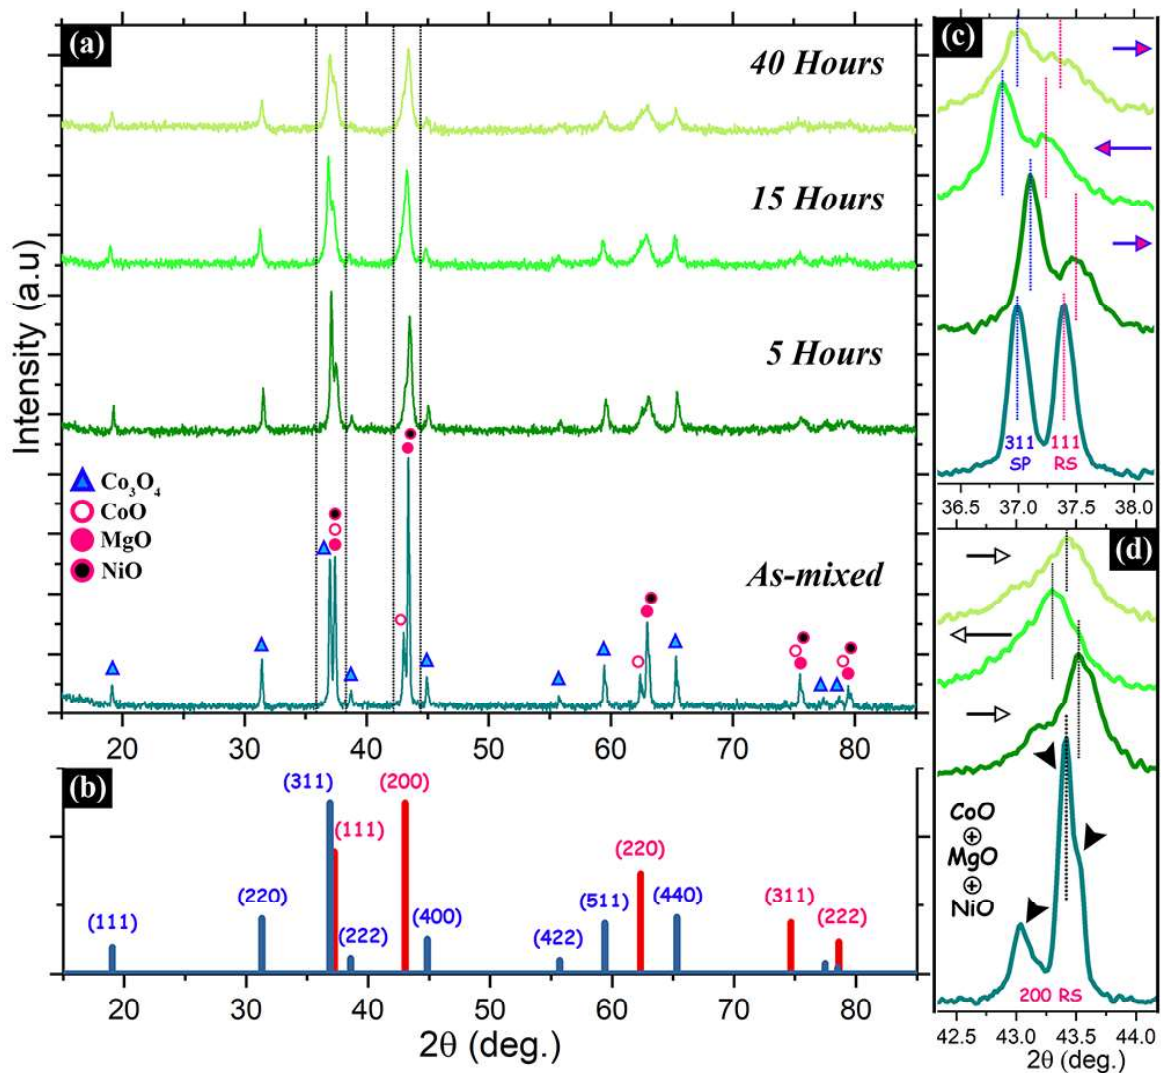 (a)
40 Hours
15 Hours
5 Hours
As-mixed
Co3O4
CoO
MgO
NiO
Intensity (a.u)
20 30 40 50 60 70 80
(b)
(111)
(220)
(311)
(111)
(222)
(200)
(400)
(422)
(511)
(220)
(440)
(311)
(222)
20 30 40 50 60 70 80
2θ (deg.)
(c)
311 111
SP RS
36.5 37.0 37.5 38.0
(d)
CoO
⊕
MgO
⊕
NiO
200 RS
42.5 43.0 43.5 44.0
2θ (deg.)